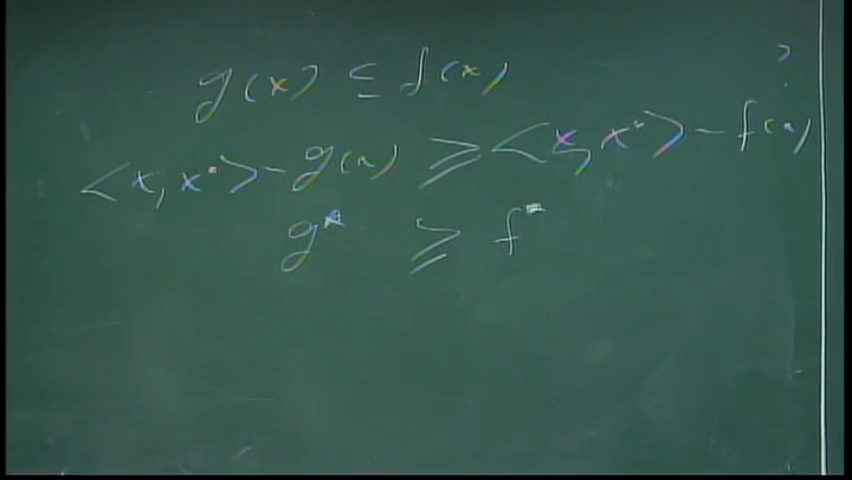 g(x) ≤ f(x)
<x, x*> - g(x) ≥ <x, x*> - f(x)
g* ≥ f*